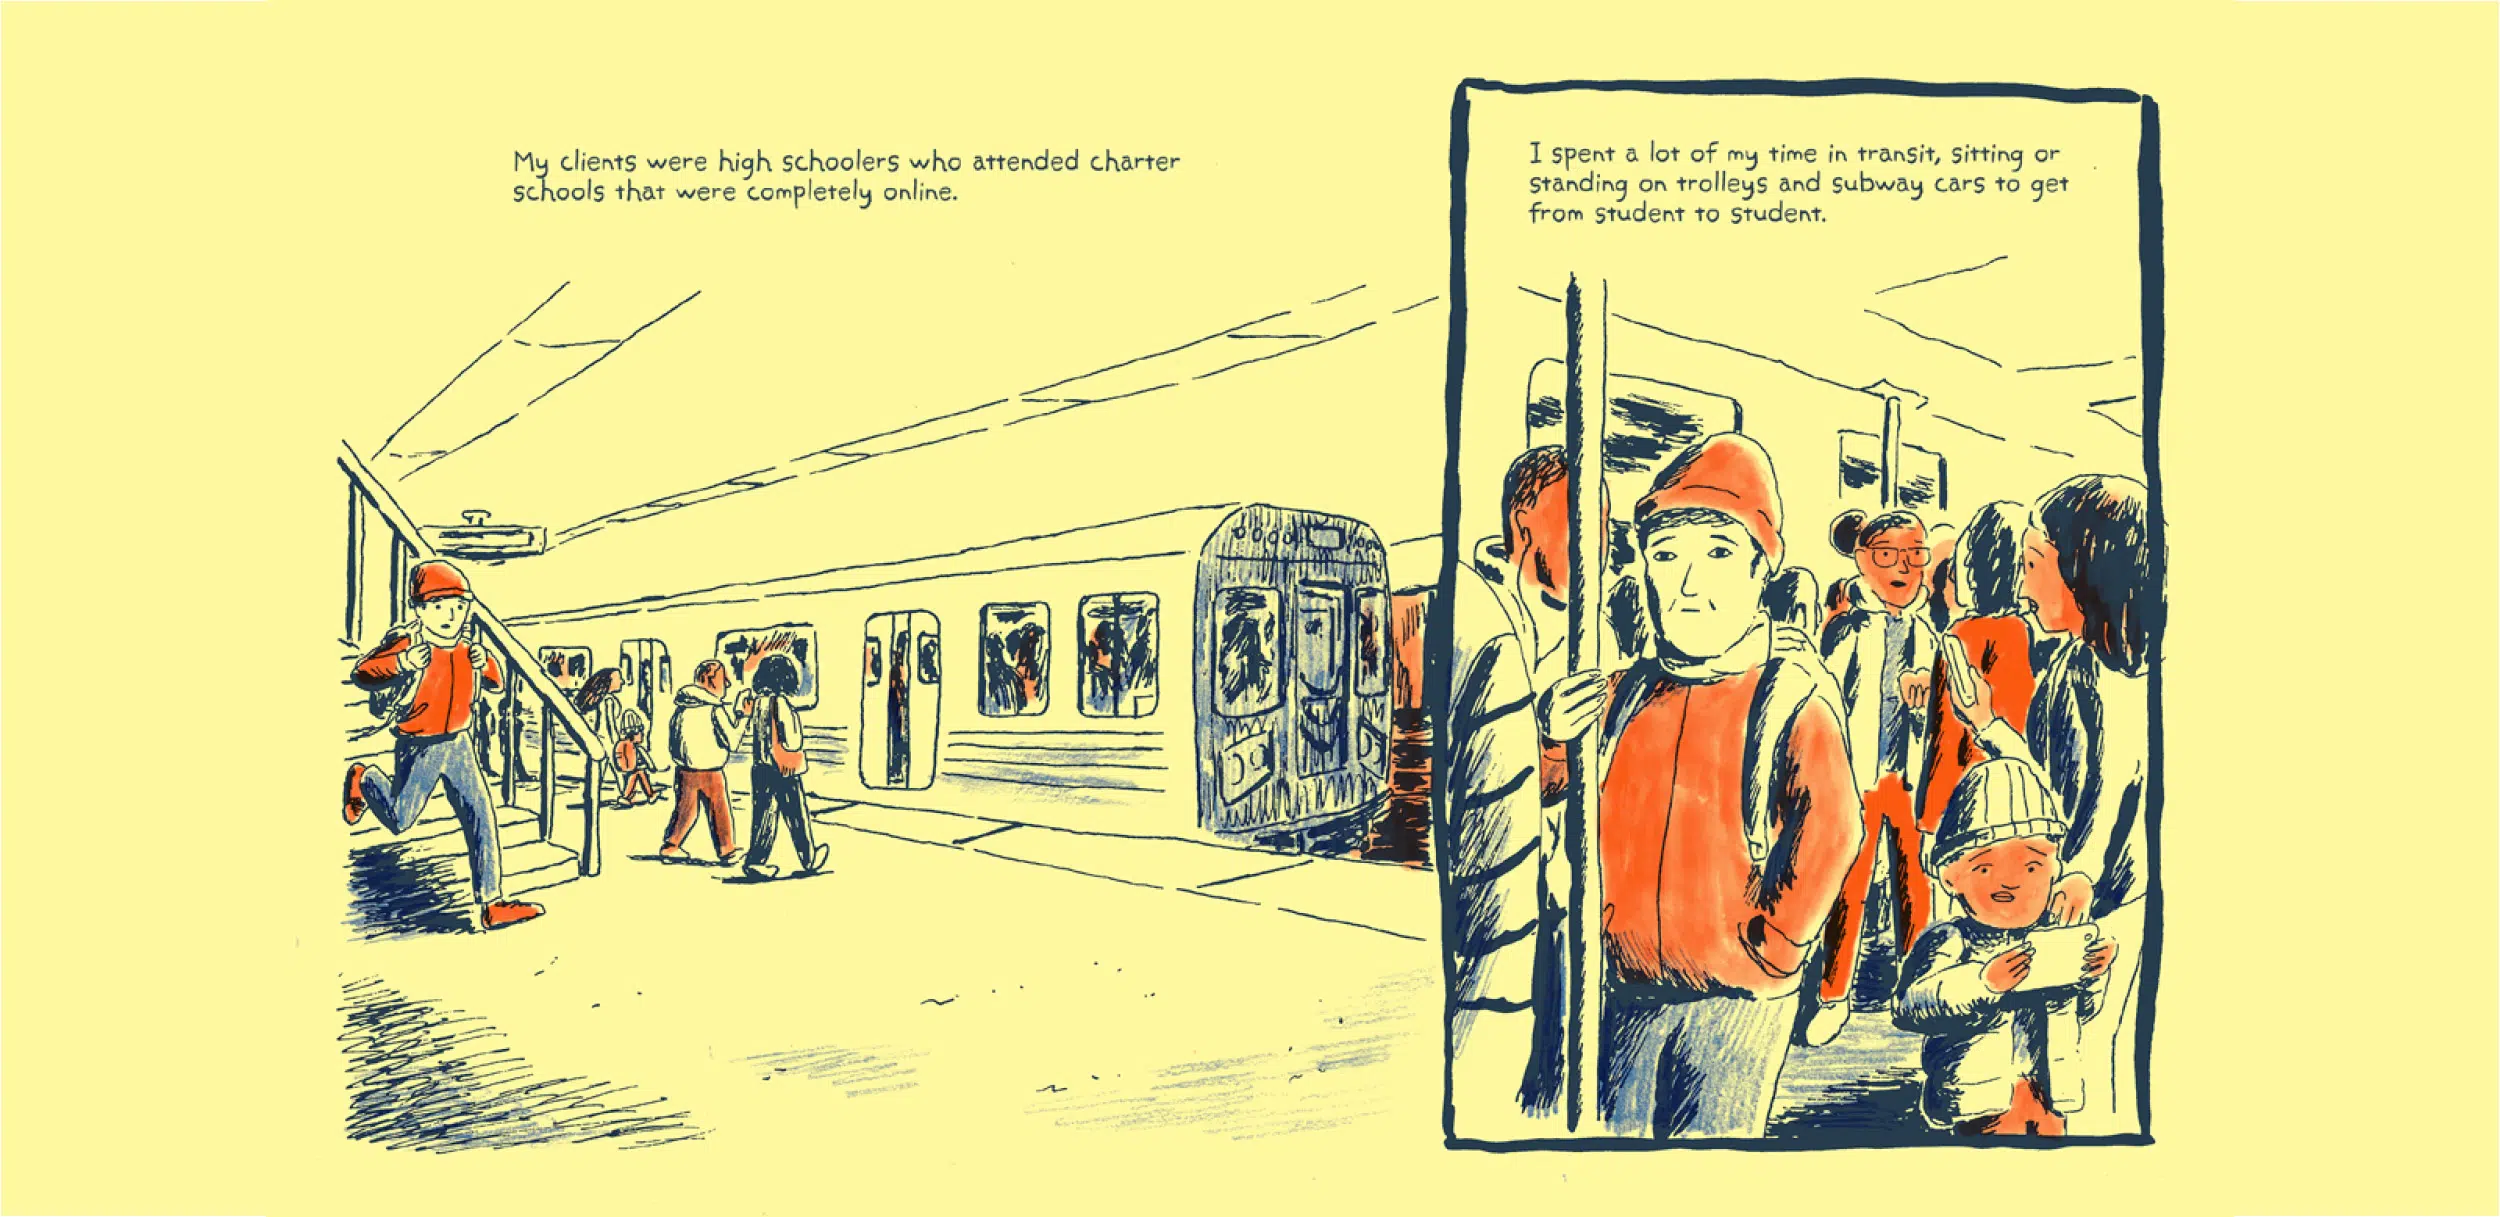 My clients were high schoolers who attended charter
schools that were completely online.
I spent a lot of my time in transit, sitting or
standing on trolleys and subway cars to get
from student to student.